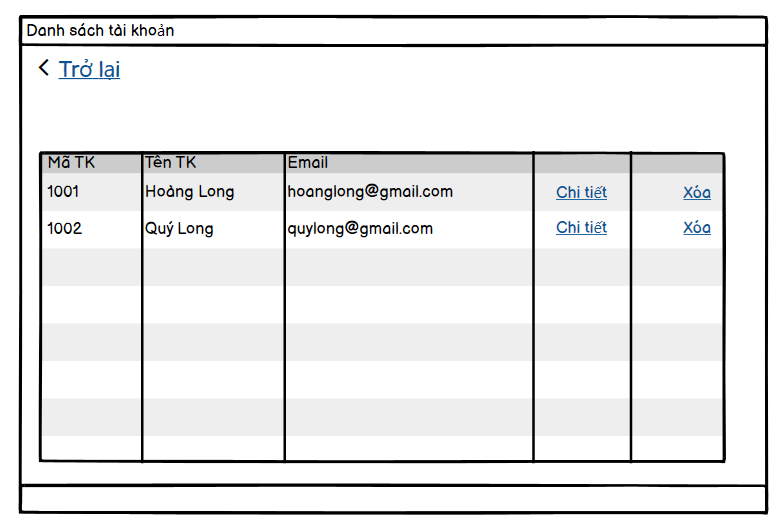 Danh sách tài khoản
Trở lại
Mã TK Tên TK Email
1001 Hoàng Long hoanglong@gmail.com Chi tiết Xóa
1002 Quý Long quylong@gmail.com Chi tiết Xóa